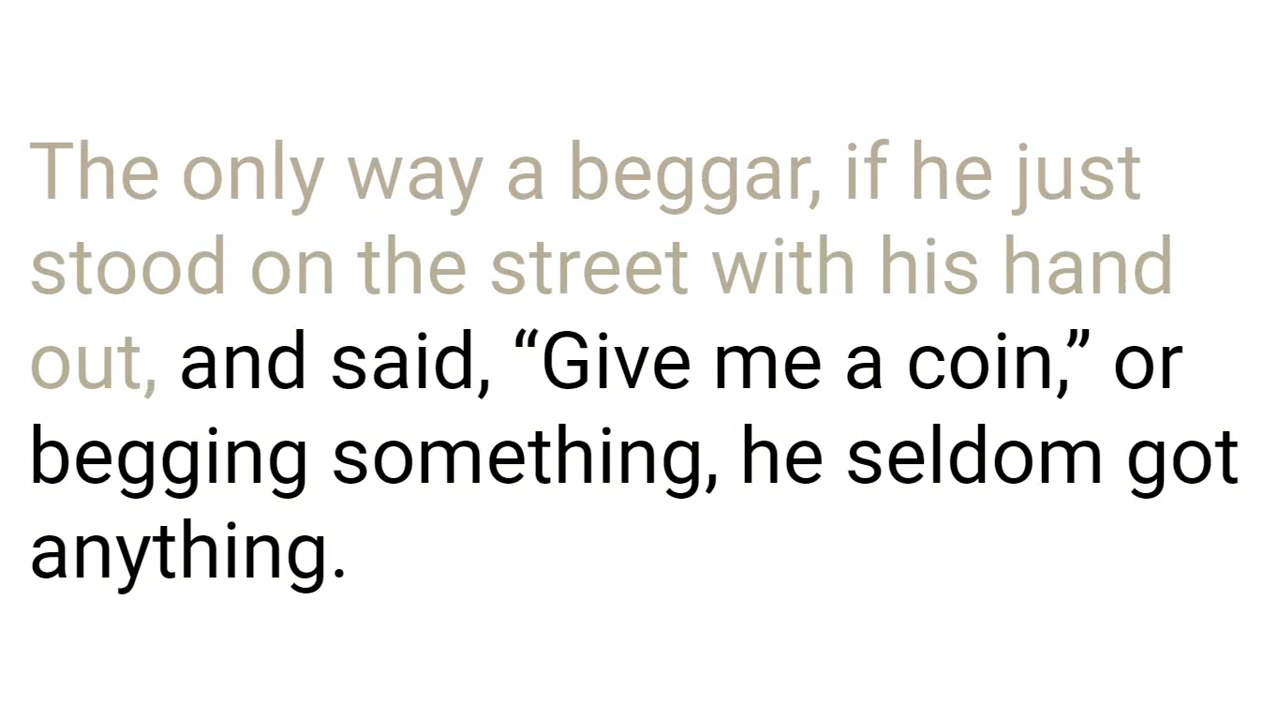 The only way a beggar, if he just
stood on the street with his hand
out, and said, “Give me a coin,” or
begging something, he seldom got
anything.